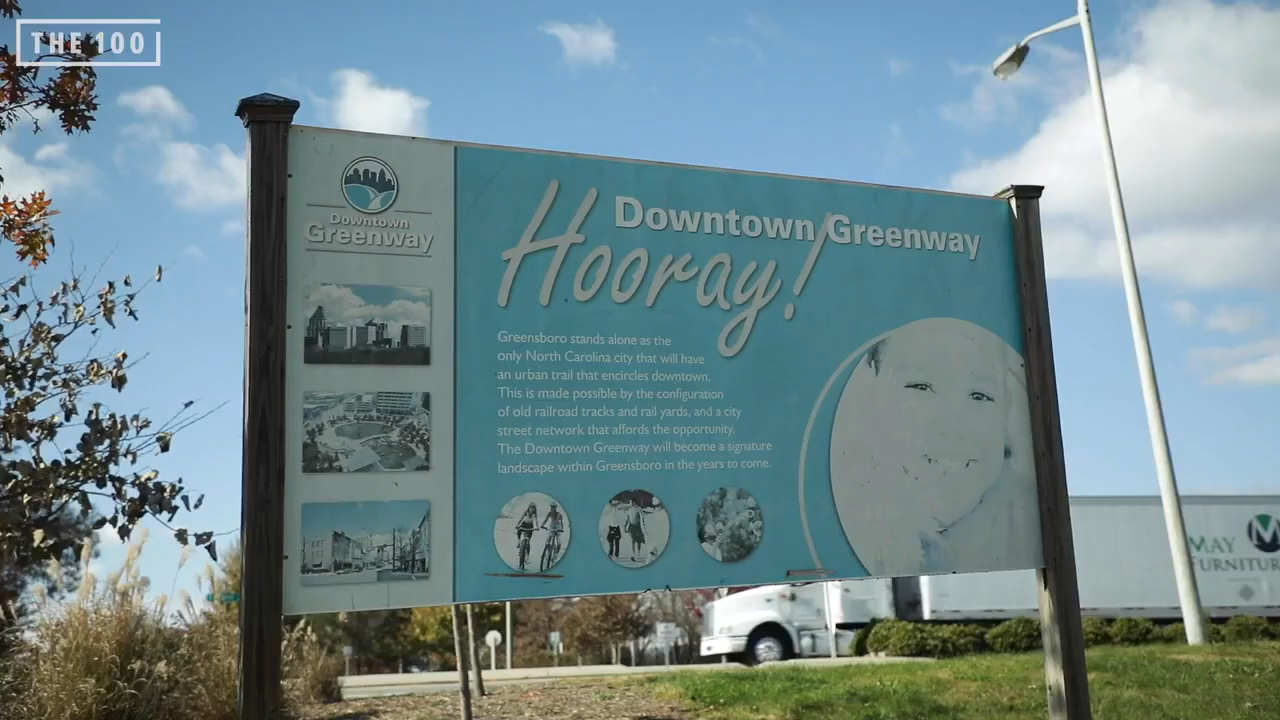 THE 100
Downtown
Greenway
Downtown Greenway
Hooray!
Greensboro stands alone as the
only North Carolina city that will have
an urban trail that encircles downtown.
This is made possible by the configuration
of old railroad tracks and rail yards, and a city
street network that affords the opportunity.
The Downtown Greenway will become a signature
landscape within Greensboro in the years to come.
MAY
FURNITURE